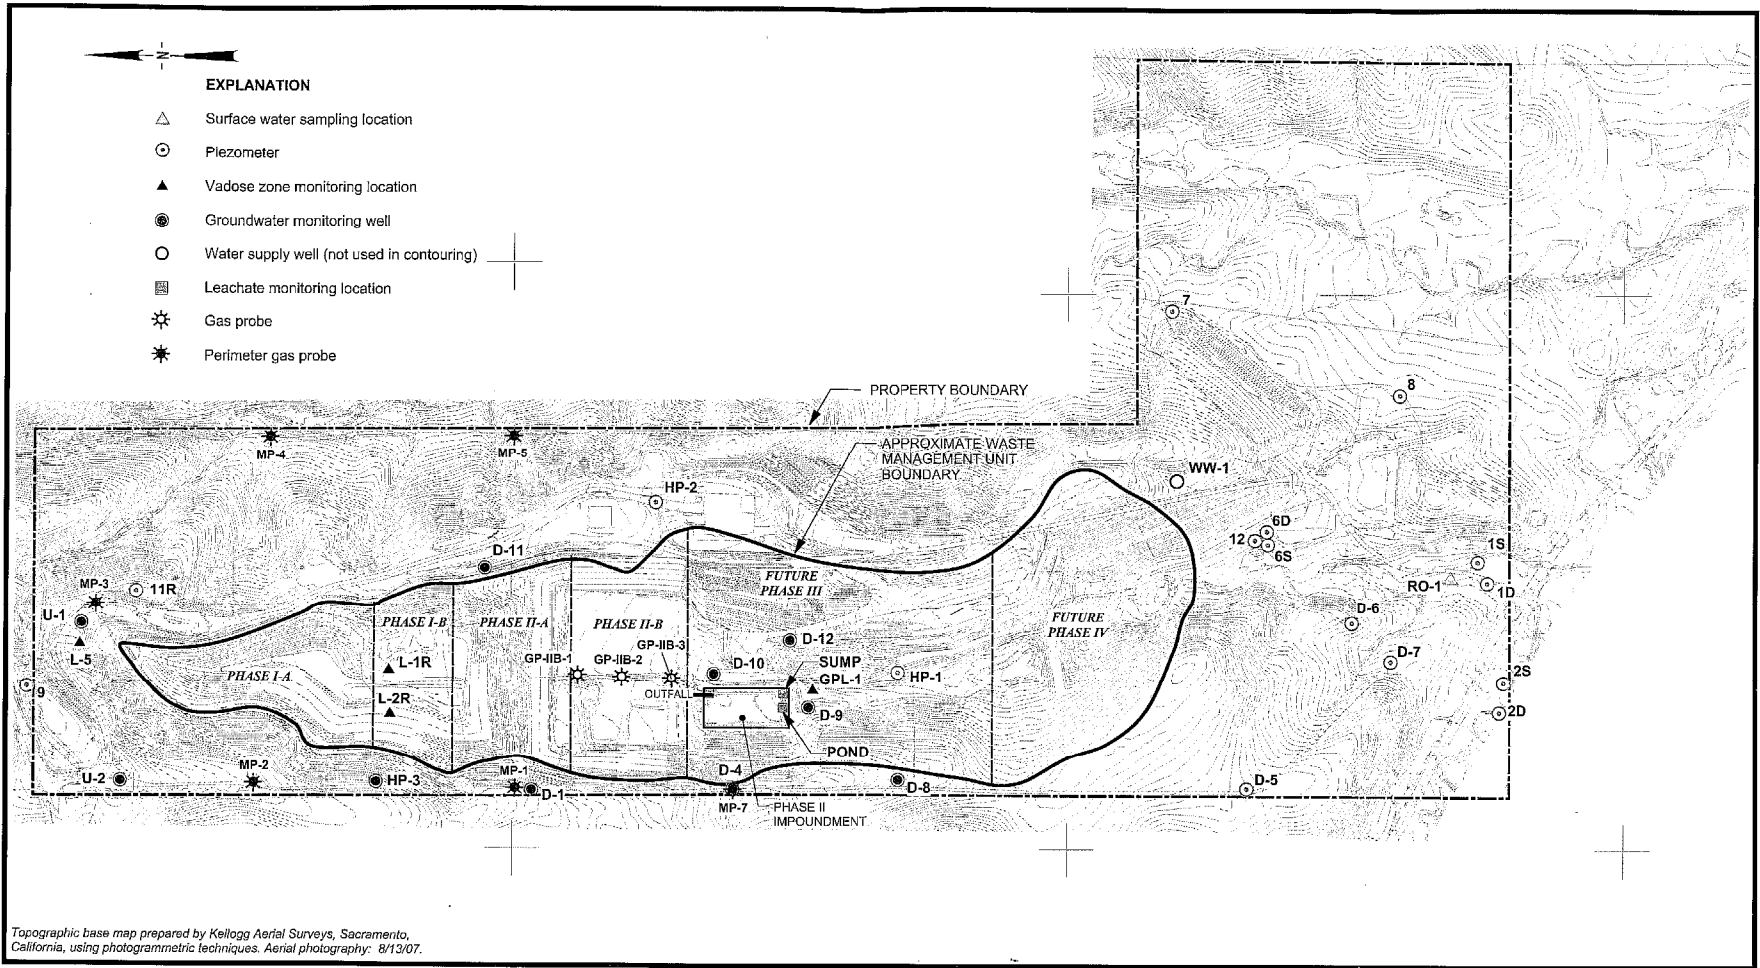 N
EXPLANATION
Surface water sampling location
Piezometer
Vadose zone monitoring location
Groundwater monitoring well
Water supply well (not used in contouring)
Leachate monitoring location
Gas probe
Perimeter gas probe
7
8
PROPERTY BOUNDARY
APPROXIMATE WASTE
MANAGEMENT UNIT
BOUNDARY
MP-4
MP-5
HP-2
WW-1
6D
12
6S
1S
RO-1
1D
D-11
MP-3
11R
U-1
L-5
9
FUTURE
PHASE III
FUTURE
PHASE IV
D-6
D-7
2S
2D
PHASE I-B
PHASE II-A
PHASE II-B
PHASE I-A
L-1R
L-2R
GP-IIB-1
GP-IIB-2
GP-IIB-3
D-12
D-10
SUMP
GPL-1
HP-1
OUTFALL
D-9
POND
U-2
MP-2
HP-3
MP-1
D-1
D-4
MP-7
D-8
D-5
PHASE II
IMPOUNDMENT
Topographic base map prepared by Kellogg Aerial Surveys, Sacramento,
California, using photogrammetric techniques. Aerial photography: 8/13/07.